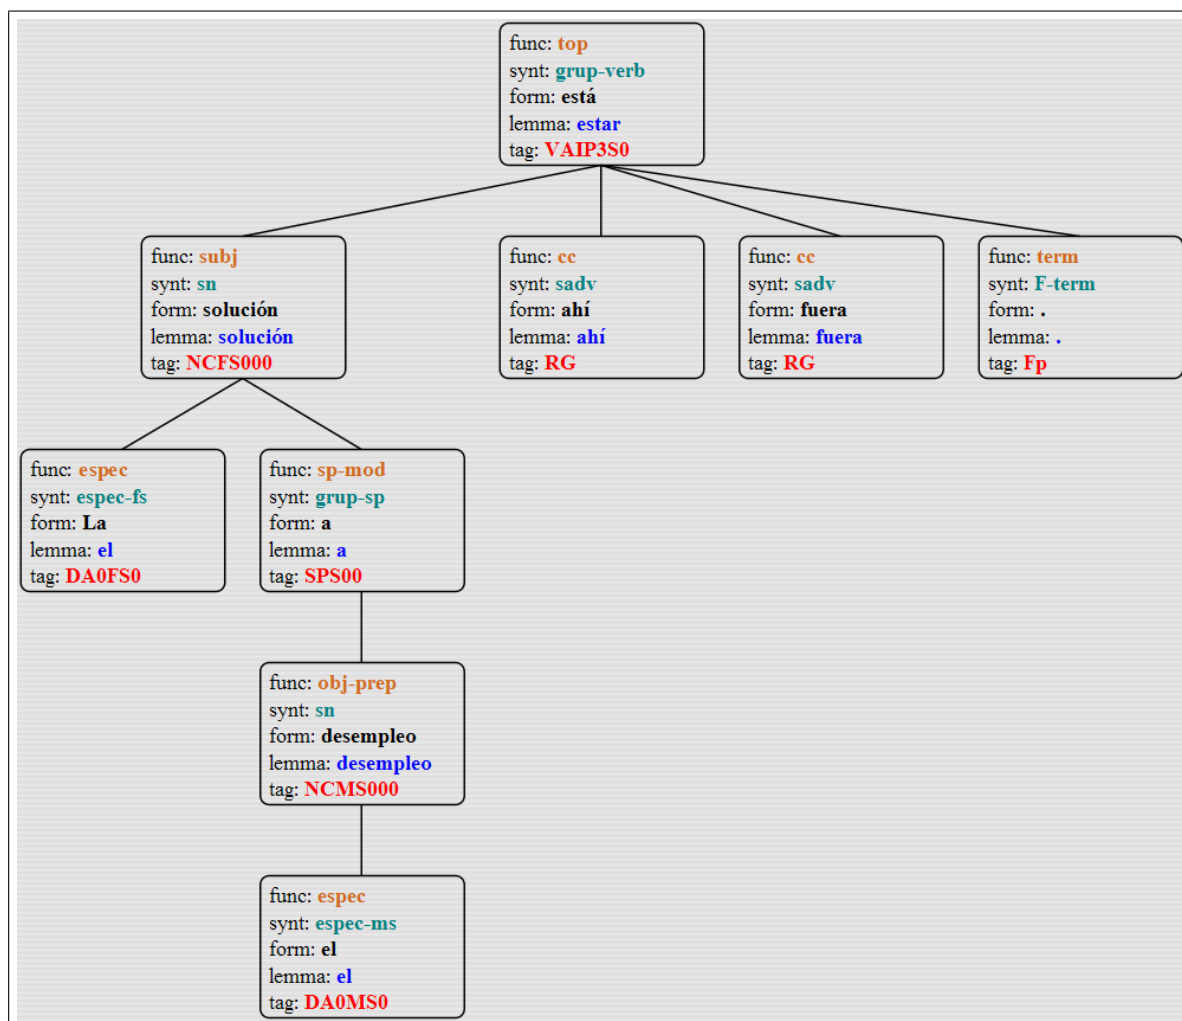 func: top
synt: grup-verb
form: está
lemma: estar
tag: VAIP3S0
func: subj
synt: sn
form: solución
lemma: solución
tag: NCFS000
func: cc
synt: sadv
form: ahí
lemma: ahí
tag: RG
func: cc
synt: sadv
form: fuera
lemma: fuera
tag: RG
func: term
synt: F-term
form: .
lemma: .
tag: Fp
func: espec
synt: espec-fs
form: La
lemma: el
tag: DA0FS0
func: sp-mod
synt: grup-sp
form: a
lemma: a
tag: SPS00
func: obj-prep
synt: sn
form: desempleo
lemma: desempleo
tag: NCMS000
func: espec
synt: espec-ms
form: el
lemma: el
tag: DA0MS0